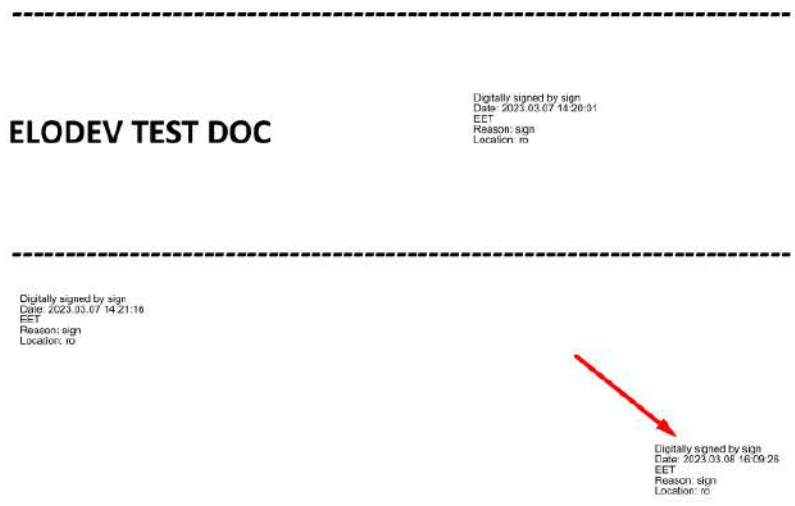 ELODEV TEST DOC
Digitally signed by sign
Date: 2023.03.07 14:20:01
EET
Reason: sign
Location: ro
Digitally signed by sign
Date: 2023.03.07 14:21:16
EET
Reason: sign
Location: ro
Digitally signed by sign
Date: 2023.03.08 16:09:26
EET
Reason: sign
Location: ro